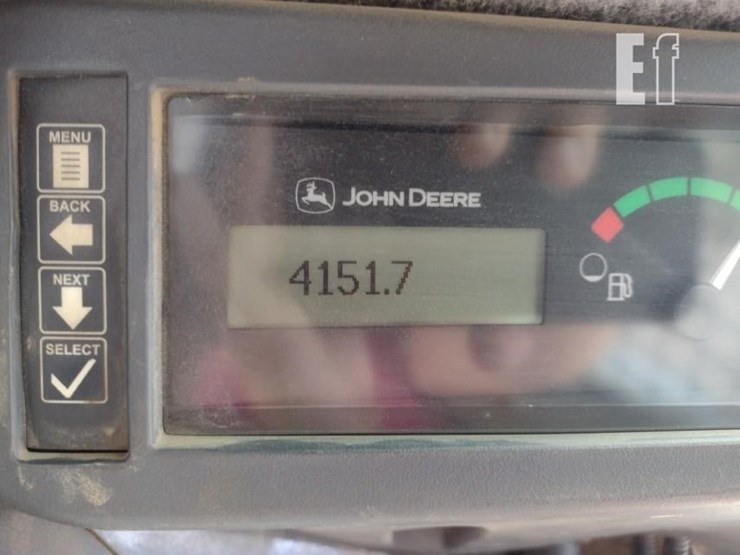 Ef
MENU
BACK
NEXT
SELECT
JOHN DEERE
4151.7